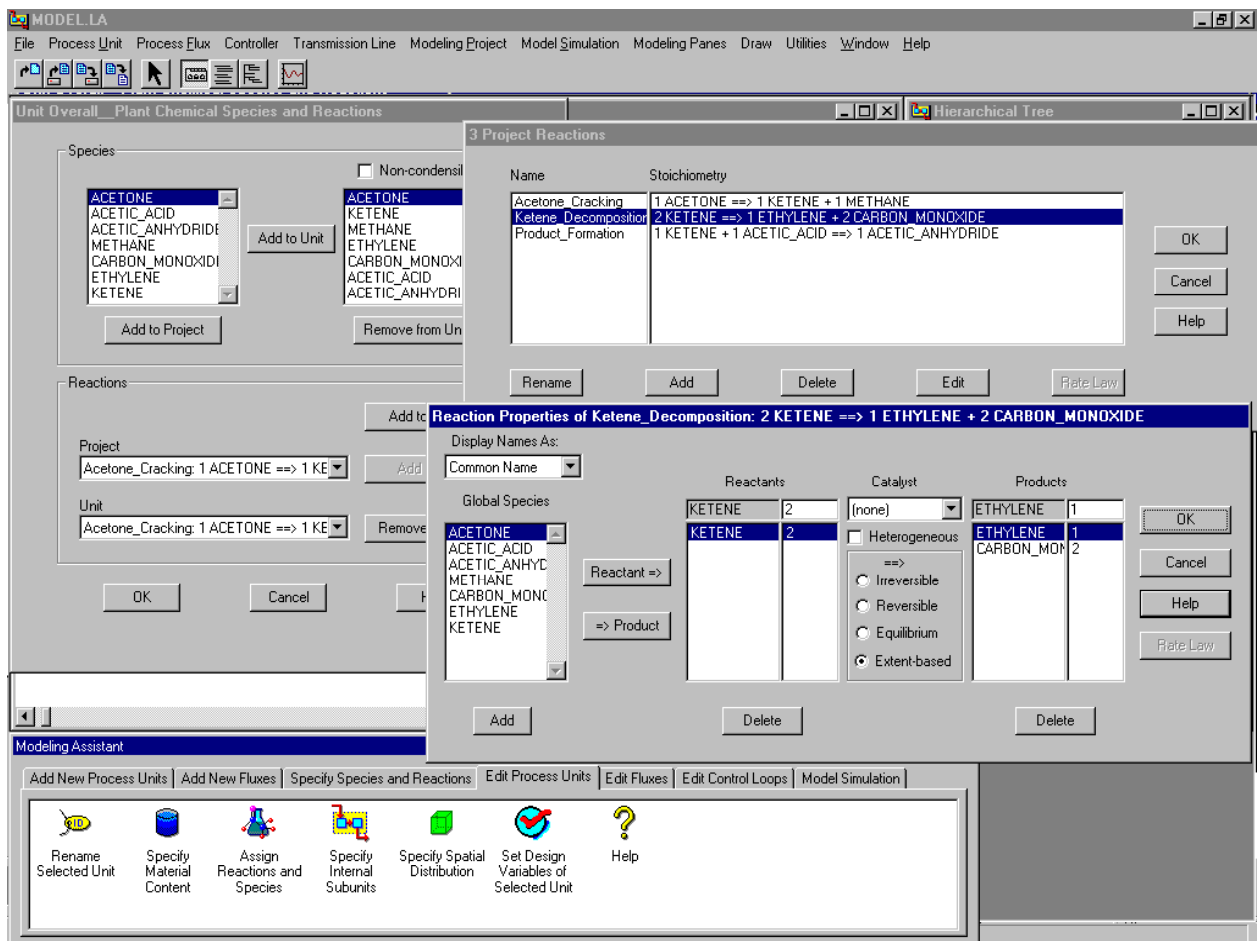 MODEL.LA
File Process Unit Process Flux Controller Transmission Line Modeling Project Model Simulation Modeling Panes Draw Utilities Window Help
Unit Overall__Plant Chemical Species and Reactions
Hierarchical Tree
Species
Non-condensil
ACETONE
ACETIC_ACID
ACETIC_ANHYDRIDE
METHANE
CARBON_MONOXIDI
ETHYLENE
KETENE
Add to Unit
ACETONE
KETENE
METHANE
ETHYLENE
CARBON_MONOXI
ACETIC_ACID
ACETIC_ANHYDRI
Add to Project
Remove from Un
Reactions
Add to
Project
Acetone_Cracking: 1 ACETONE ==> 1 KE
Add
Unit
Acetone_Cracking: 1 ACETONE ==> 1 KE
Remove
OK
Cancel
3 Project Reactions
Name Stoichiometry
Acetone_Cracking 1 ACETONE ==> 1 KETENE + 1 METHANE
Ketene_Decomposition 2 KETENE ==> 1 ETHYLENE + 2 CARBON_MONOXIDE
Product_Formation 1 KETENE + 1 ACETIC_ACID ==> 1 ACETIC_ANHYDRIDE
OK
Cancel
Help
Rename Add Delete Edit Rate Law
Reaction Properties of Ketene_Decomposition: 2 KETENE ==> 1 ETHYLENE + 2 CARBON_MONOXIDE
Display Names As:
Common Name
Global Species
ACETONE
ACETIC_ACID
ACETIC_ANHYD
METHANE
CARBON_MONO
ETHYLENE
KETENE
Add
Reactant =>
=> Product
Reactants
KETENE 2
KETENE 2
Delete
Catalyst
(none)
Heterogeneous
==>
Irreversible
Reversible
Equilibrium
Extent-based
Products
ETHYLENE 1
ETHYLENE 1
CARBON_MON 2
Delete
OK
Cancel
Help
Rate Law
Modeling Assistant
Add New Process Units Add New Fluxes Specify Species and Reactions Edit Process Units Edit Fluxes Edit Control Loops Model Simulation
ID
Rename
Selected Unit
Specify
Material
Content
Assign
Reactions and
Species
Specify
Internal
Subunits
Specify Spatial
Distribution
Set Design
Variables of
Selected Unit
Help